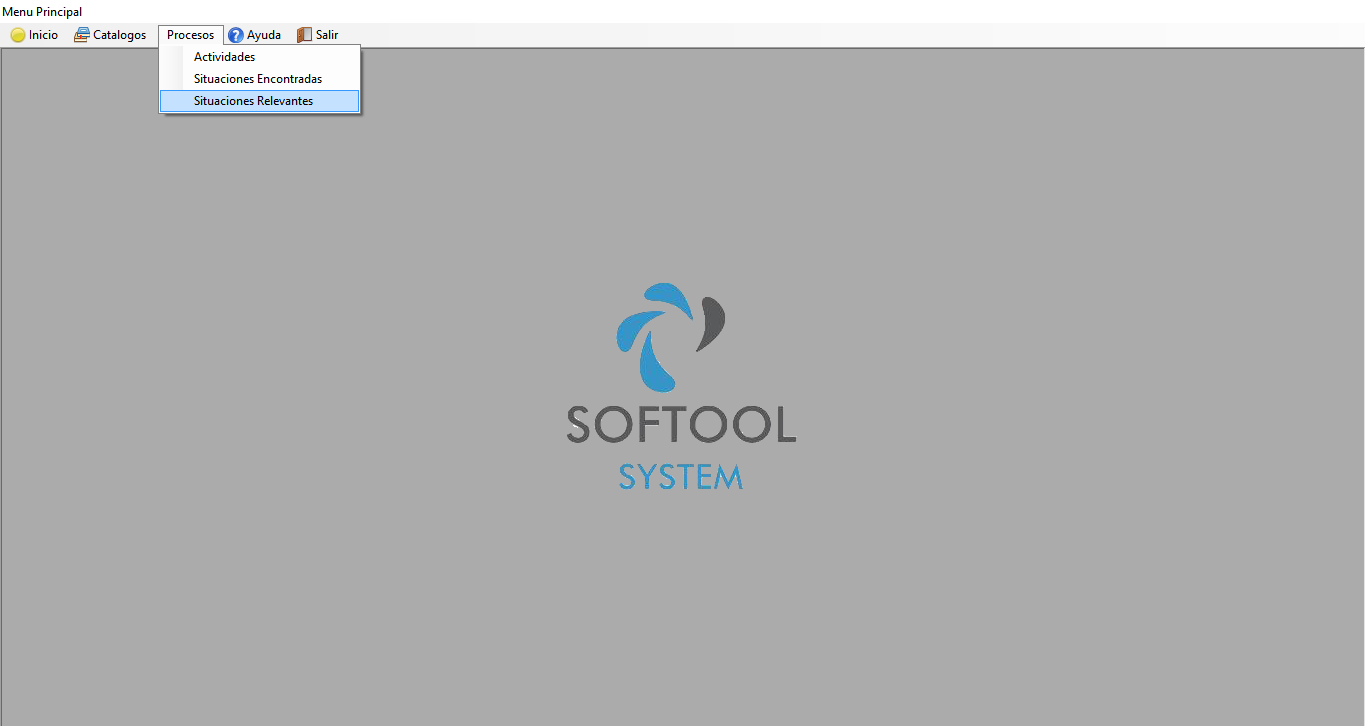 Menu Principal
Inicio Catalogos Procesos Ayuda Salir
Actividades
Situaciones Encontradas
Situaciones Relevantes
SOFTOOL
SYSTEM